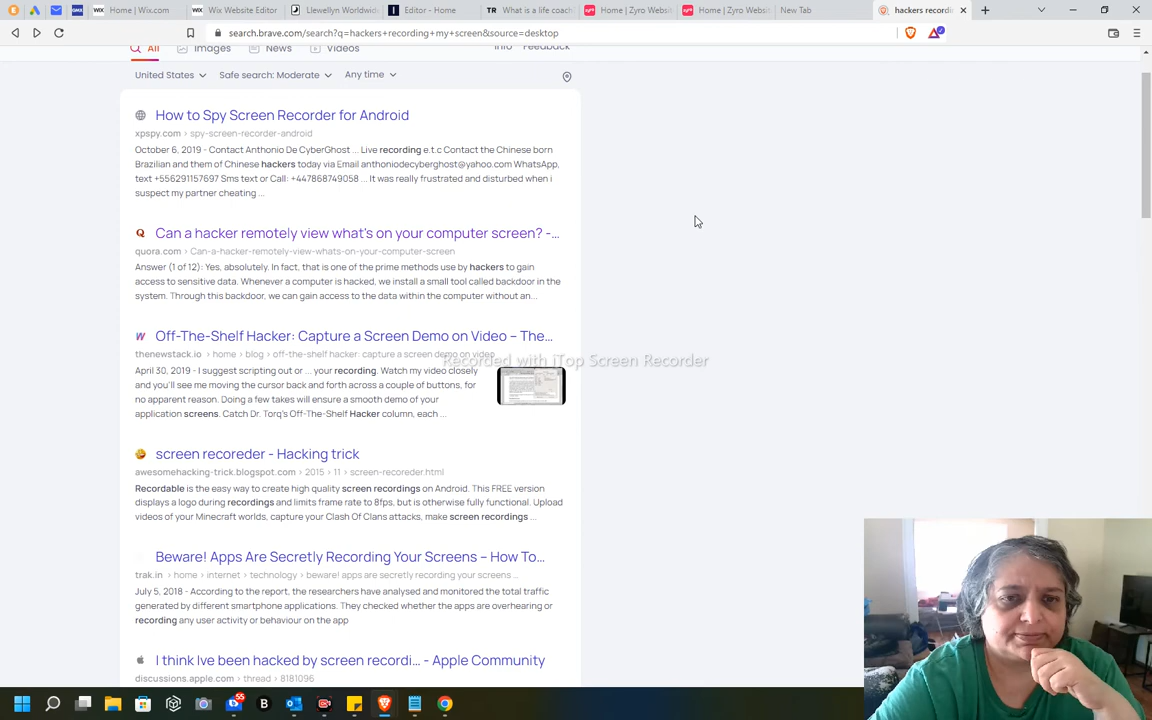 Home | Wix.com
Wix Website Editor
Llewellyn Worldwide
Editor - Home
TR What is a life coach
Home | Zyro Websi
Home | Zyro Websi
New Tab
hackers recordin
search.brave.com/search?q=hackers+recording+my+screen&source=desktop
All
Images
News
Videos
Info
Feedback
United States
Safe search: Moderate
Any time
How to Spy Screen Recorder for Android
xpspy.com › spy-screen-recorder-android
October 6, 2019 - Contact Anthonio De CyberGhost ... Live recording e.t.c Contact the Chinese born
Brazilian and them of Chinese hackers today via Email anthoniodecyberghost@yahoo.com WhatsApp,
text +556291157697 Sms text or Call: +447868749058 ... It was really frustrated and disturbed when i
suspect my partner cheating ...
Can a hacker remotely view what's on your computer screen? -...
quora.com › Can-a-hacker-remotely-view-whats-on-your-computer-screen
Answer (1 of 12): Yes, absolutely. In fact, that is one of the prime methods use by hackers to gain
access to sensitive data. Whenever a computer is hacked, we install a small tool called backdoor in the
system. Through this backdoor, we can gain access to the data within the computer without an...
Off-The-Shelf Hacker: Capture a Screen Demo on Video – The...
thenewstack.io › home › blog › off-the-shelf hacker: capture a screen demo on video
Recorded with iTop Screen Recorder
April 30, 2019 - I suggest scripting out or ... your recording. Watch my video closely
and you'll see me moving the cursor back and forth across a couple of buttons, for
no apparent reason. Doing a few takes will ensure a smooth demo of your
application screens. Catch Dr. Torq's Off-The-Shelf Hacker column, each ...
screen recoreder - Hacking trick
awesomehacking-trick.blogspot.com › 2015 › 11 › screen-recoreder.html
Recordable is the easy way to create high quality screen recordings on Android. This FREE version
displays a logo during recordings and limits frame rate to 8fps, but is otherwise fully functional. Upload
videos of your Minecraft worlds, capture your Clash Of Clans attacks, make screen recordings ...
Beware! Apps Are Secretly Recording Your Screens – How To...
trak.in › home › internet › technology › beware! apps are secretly recording your screens ...
July 5, 2018 - According to the report, the researchers have analysed and monitored the total traffic
generated by different smartphone applications. They checked whether the apps are overhearing or
recording any user activity or behaviour on the app
I think Ive been hacked by screen recordi... - Apple Community
discussions.apple.com › thread › 8181096
55